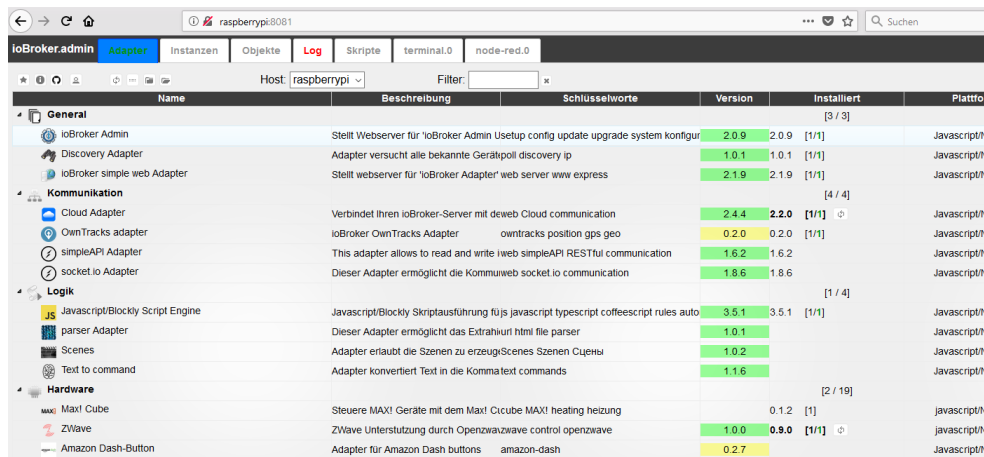 raspberrypi:8081
Suchen
ioBroker.admin Adapter Instanzen Objekte Log Skripte terminal.0 node-red.0
Host: raspberrypi Filter:
Name Beschreibung Schlüsselworte Version Installiert Plattfo
General [3 / 3]
ioBroker Admin Stellt Webserver für 'ioBroker Admin U setup config update upgrade system konfigur 2.0.9 2.0.9 [1/1] Javascript/N
Discovery Adapter Adapter versucht alle bekannte Geräte poll discovery ip 1.0.1 1.0.1 [1/1] Javascript/N
ioBroker simple web Adapter Stellt webserver für 'ioBroker Adapter' web server www express 2.1.9 2.1.9 [1/1] Javascript/N
Kommunikation [4 / 4]
Cloud Adapter Verbindet Ihren ioBroker-Server mit de web Cloud communication 2.4.4 2.2.0 [1/1] Javascript/N
OwnTracks adapter ioBroker OwnTracks Adapter owntracks position gps geo 0.2.0 0.2.0 [1/1] Javascript/N
simpleAPI Adapter This adapter allows to read and write i web simpleAPI RESTful communication 1.6.2 1.6.2 Javascript/N
socket.io Adapter Dieser Adapter ermöglicht die Kommu web socket.io communication 1.8.6 1.8.6 Javascript/N
Logik [1 / 4]
Javascript/Blockly Script Engine Javascript/Blockly Skriptausführung fü js javascript typescript coffeescript rules auto 3.5.1 3.5.1 [1/1] Javascript/N
parser Adapter Dieser Adapter ermöglicht das Extrahi url html file parser 1.0.1 Javascript/N
Scenes Adapter erlaubt die Szenen zu erzeug Scenes Szenen Сцены 1.0.2 Javascript/N
Text to command Adapter konvertiert Text in die Komma text commands 1.1.6 Javascript/N
Hardware [2 / 19]
MAX! Max! Cube Steuere MAX! Geräte mit dem Max! Cu cube MAX! heating heizung 0.1.2 [1] javascript/N
ZWave ZWave Unterstutzung durch Openzwa zwave control openzwave 1.0.0 0.9.0 [1/1] javascript/N
Amazon Dash-Button Adapter für Amazon Dash buttons amazon-dash 0.2.7 Javascript/N